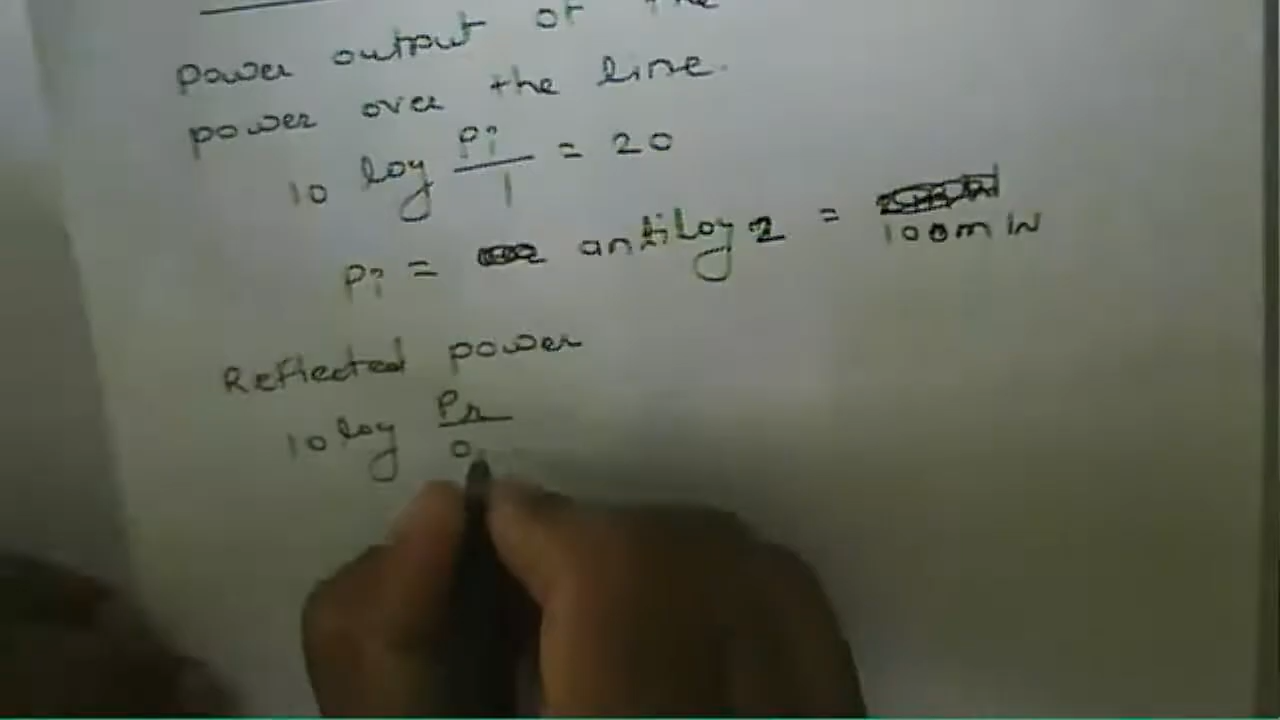 Power output of the
power over the line.
10 log Pi/1 = 20
Pi = antilog 2 = 100mW
Reflected power
10 log Pr/0